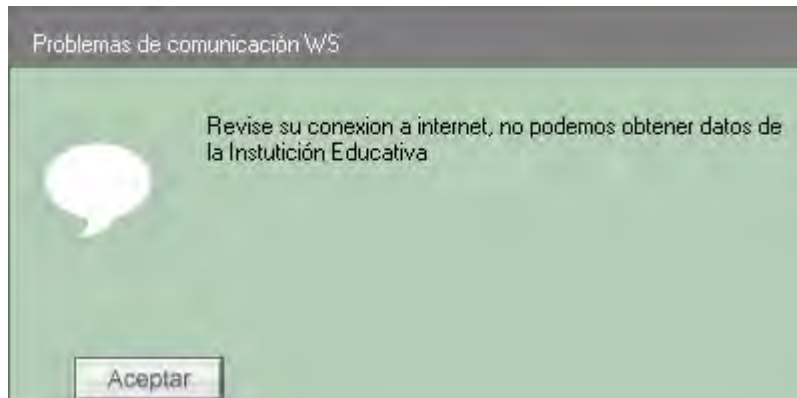 Problemas de comunicación WS
Revise su conexion a internet, no podemos obtener datos de
la Instutición Educativa
Aceptar